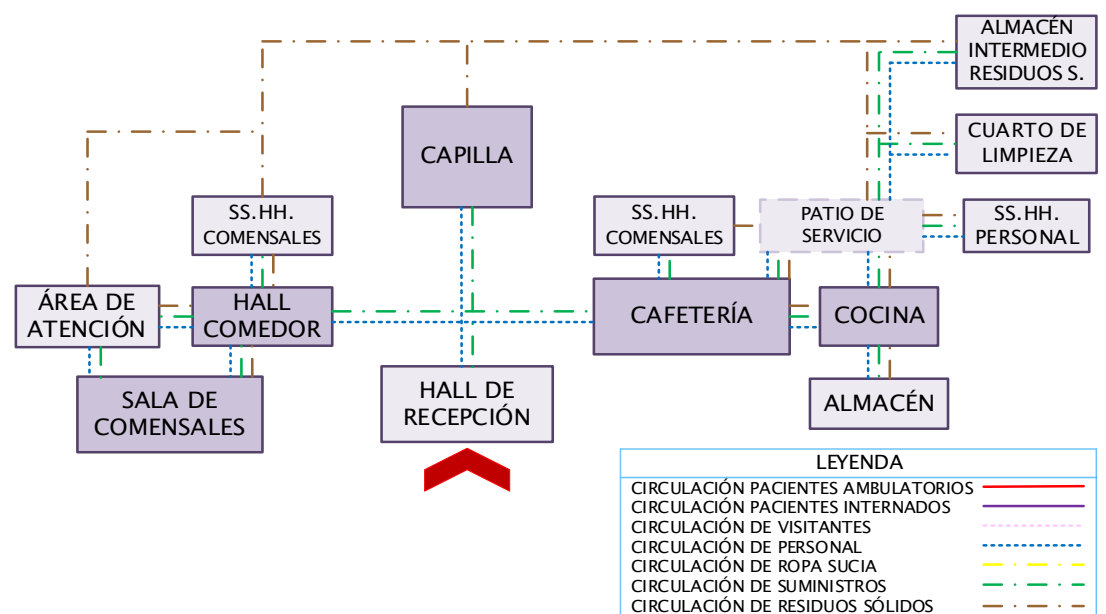 ALMACÉN
INTERMEDIO
RESIDUOS S.
CAPILLA
CUARTO DE
LIMPIEZA
SS.HH.
COMENSALES
SS.HH.
COMENSALES
PATIO DE
SERVICIO
SS.HH.
PERSONAL
ÁREA DE
ATENCIÓN
HALL
COMEDOR
CAFETERÍA
COCINA
SALA DE
COMENSALES
HALL DE
RECEPCIÓN
ALMACÉN
LEYENDA
CIRCULACIÓN PACIENTES AMBULATORIOS
CIRCULACIÓN PACIENTES INTERNADOS
CIRCULACIÓN DE VISITANTES
CIRCULACIÓN DE PERSONAL
CIRCULACIÓN DE ROPA SUCIA
CIRCULACIÓN DE SUMINISTROS
CIRCULACIÓN DE RESIDUOS SÓLIDOS